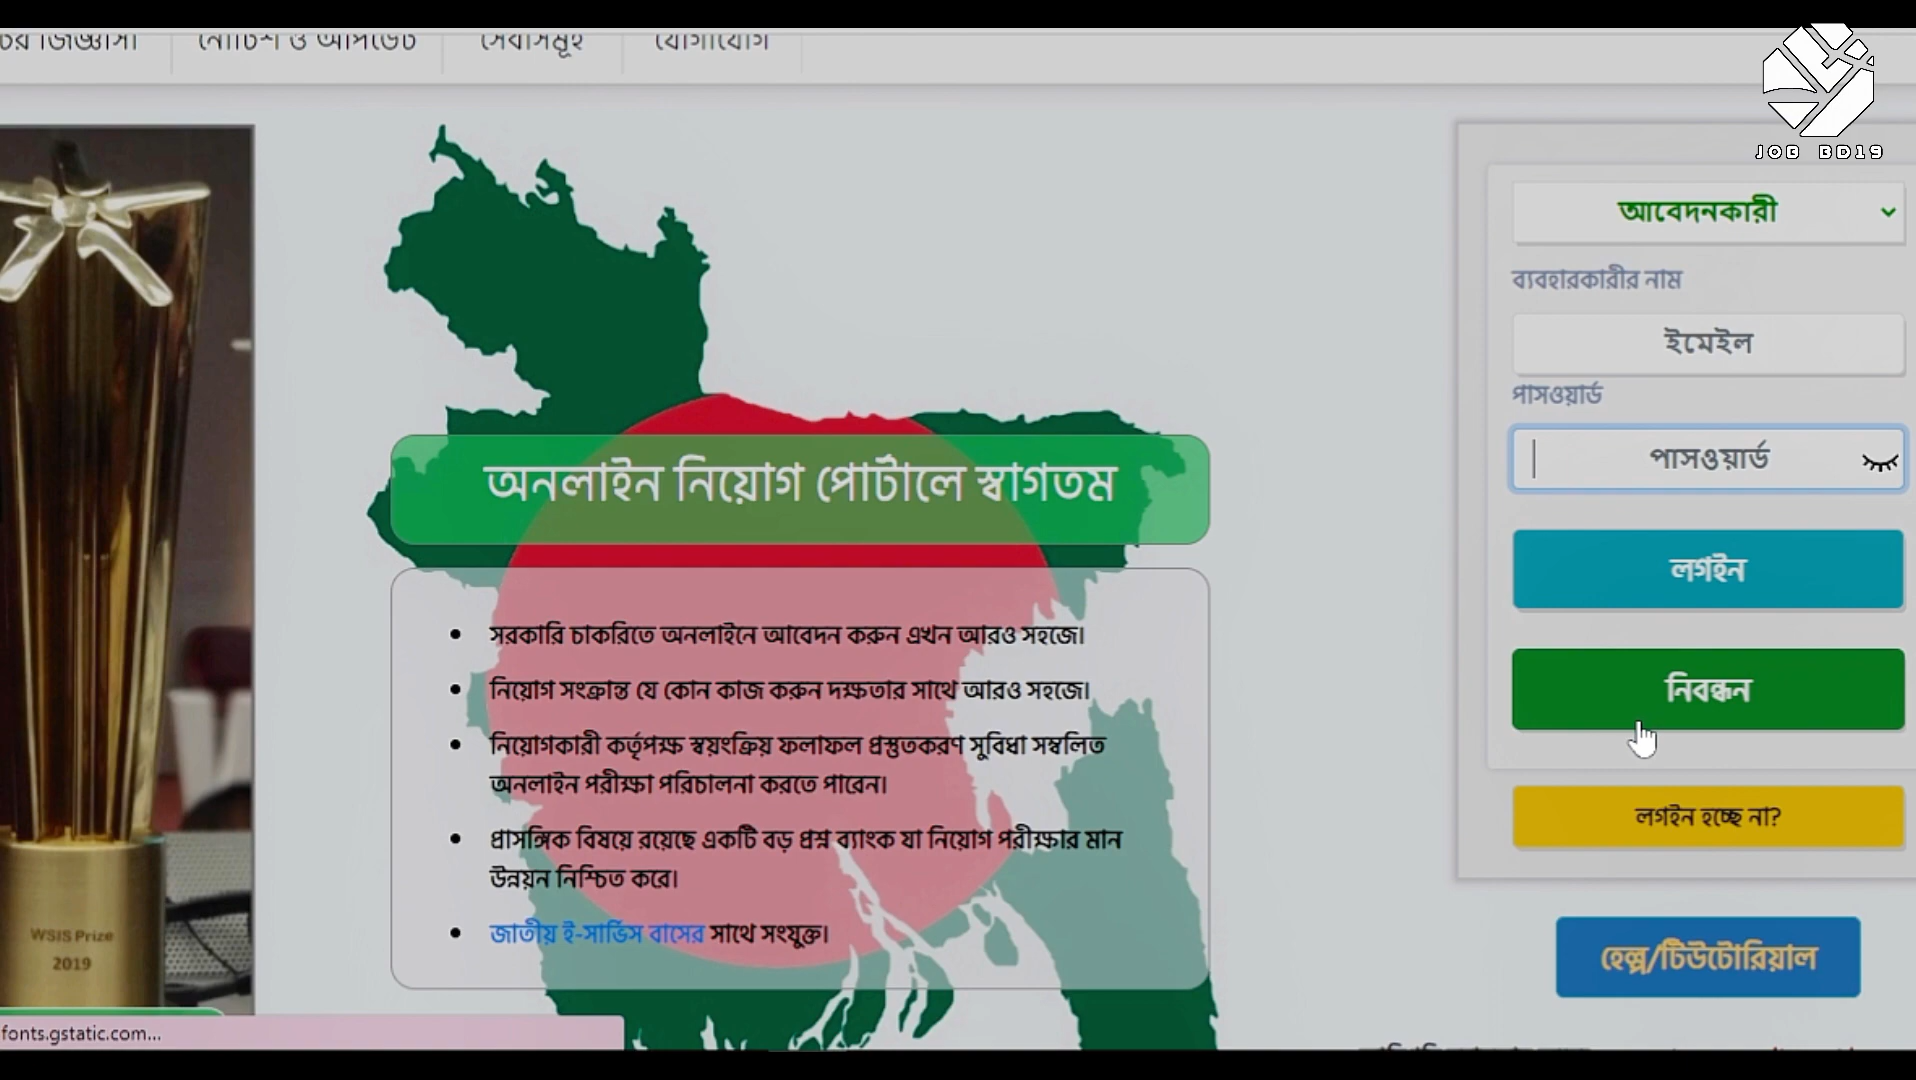 নোটিশ ও আপডেট
সেবাসমূহ
যোগাযোগ
JOB BD19
আবেদনকারী
ব্যবহারকারীর নাম
ইমেইল
পাসওয়ার্ড
পাসওয়ার্ড
লগইন
নিবন্ধন
লগইন হচ্ছে না?
হেল্প/টিউটোরিয়াল
অনলাইন নিয়োগ পোর্টালে স্বাগতম
সরকারি চাকরিতে অনলাইনে আবেদন করুন এখন আরও সহজে।
নিয়োগ সংক্রান্ত যে কোন কাজ করুন দক্ষতার সাথে আরও সহজে।
নিয়োগকারী কর্তৃপক্ষ স্বয়ংক্রিয় ফলাফল প্রস্তুতকরণ সুবিধা সম্বলিত
অনলাইন পরীক্ষা পরিচালনা করতে পারেন।
প্রাসঙ্গিক বিষয়ে রয়েছে একটি বড় প্রশ্ন ব্যাংক যা নিয়োগ পরীক্ষার মান
উন্নয়ন নিশ্চিত করে।
জাতীয় ই-সার্ভিস বাসের সাথে সংযুক্ত।
WSIS Prize
2019
fonts.gstatic.com...